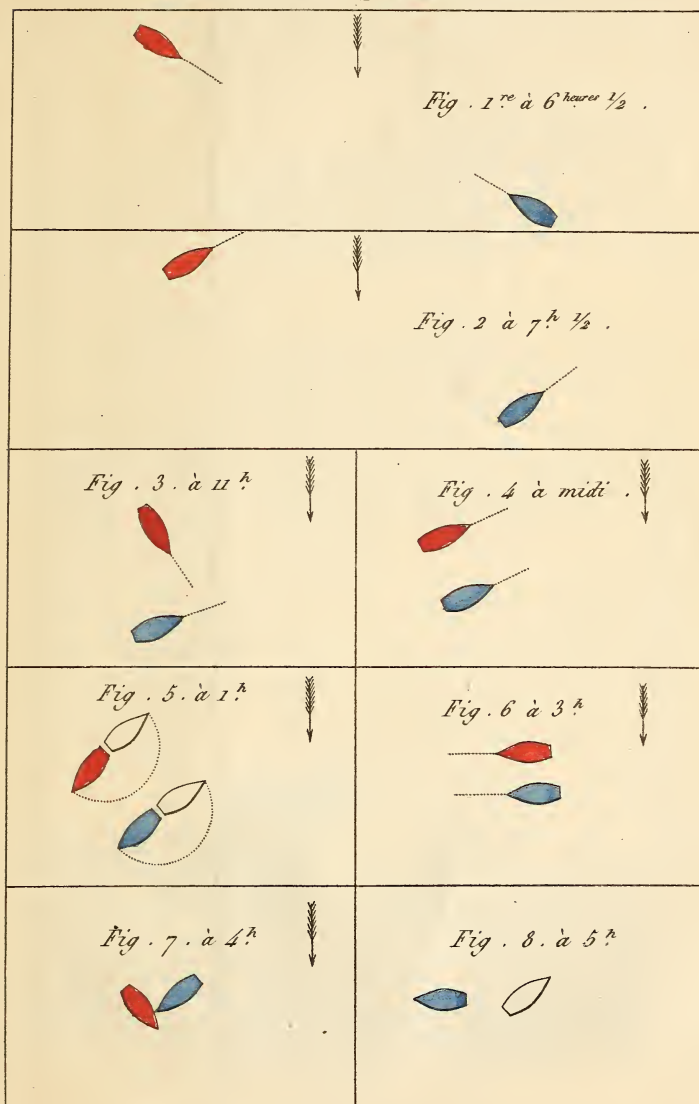 Fig. 1.re à 6 heures 1/2.
Fig. 2 à 7.h 1/2.
Fig. 3. à 11.h
Fig. 4 à midi.
Fig. 5. à 1.h
Fig. 6 à 3.h
Fig. 7. à 4.h
Fig. 8. à 5.h